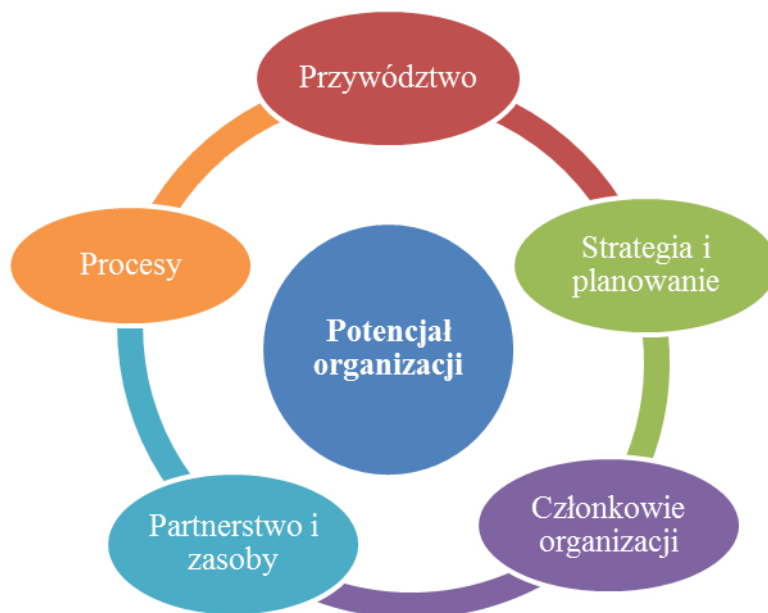 Przywództwo
Strategia i
planowanie
Członkowie
organizacji
Partnerstwo i
zasoby
Procesy
Potencjał
organizacji